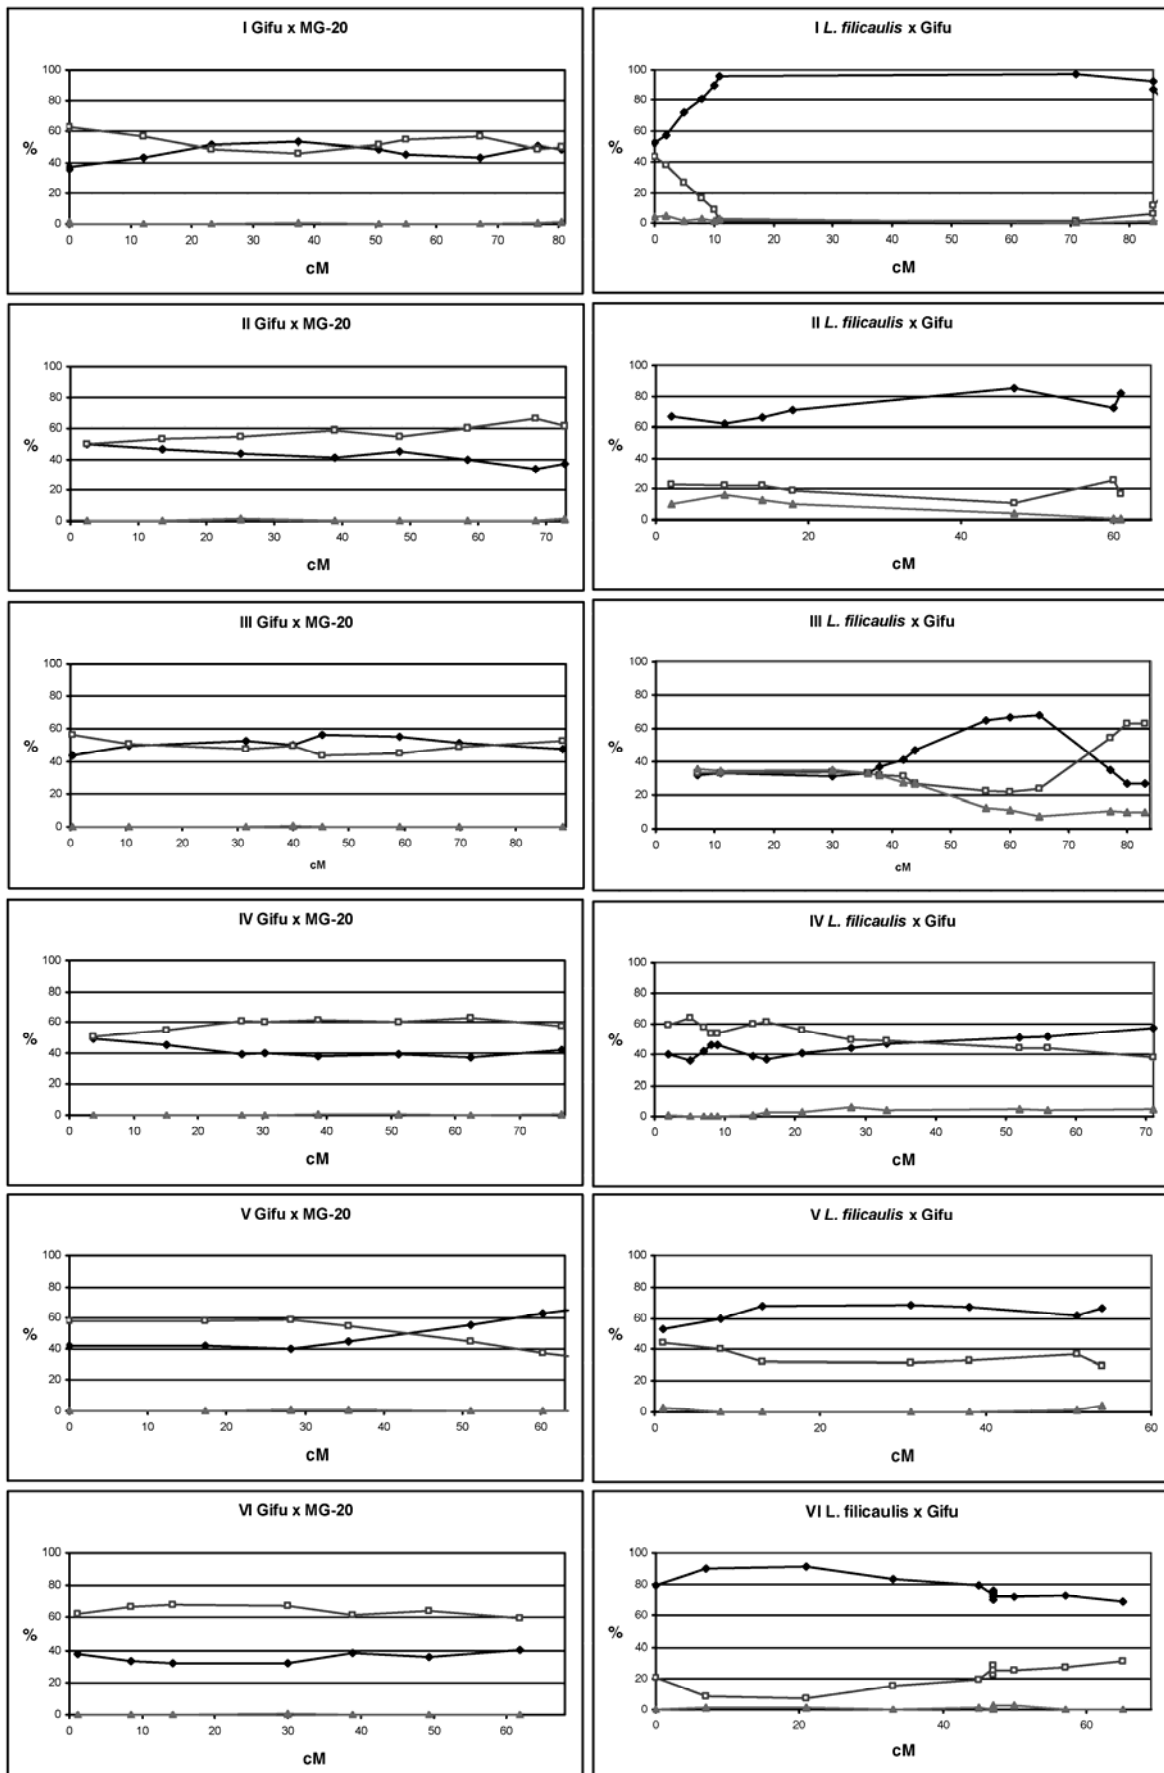 I Gifu x MG-20
100
80
60
%
40
20
0
0 10 20 30 40 50 60 70 80
cM
I L. filicaulis x Gifu
100
80
60
%
40
20
0
0 10 20 30 40 50 60 70 80
cM
II Gifu x MG-20
100
80
60
%
40
20
0
0 10 20 30 40 50 60 70
cM
II L. filicaulis x Gifu
100
80
60
%
40
20
0
0 20 40 60
cM
III Gifu x MG-20
100
80
60
%
40
20
0
0 10 20 30 40 50 60 70 80
cM
III L. filicaulis x Gifu
100
80
60
%
40
20
0
0 10 20 30 40 50 60 70 80
cM
IV Gifu x MG-20
100
80
60
%
40
20
0
0 10 20 30 40 50 60 70
cM
IV L. filicaulis x Gifu
100
80
60
%
40
20
0
0 10 20 30 40 50 60 70
cM
V Gifu x MG-20
100
80
60
%
40
20
0
0 10 20 30 40 50 60
cM
V L. filicaulis x Gifu
100
80
60
%
40
20
0
0 20 40 60
cM
VI Gifu x MG-20
100
80
60
%
40
20
0
0 10 20 30 40 50 60
cM
VI L. filicaulis x Gifu
100
80
60
%
40
20
0
0 20 40 60
cM